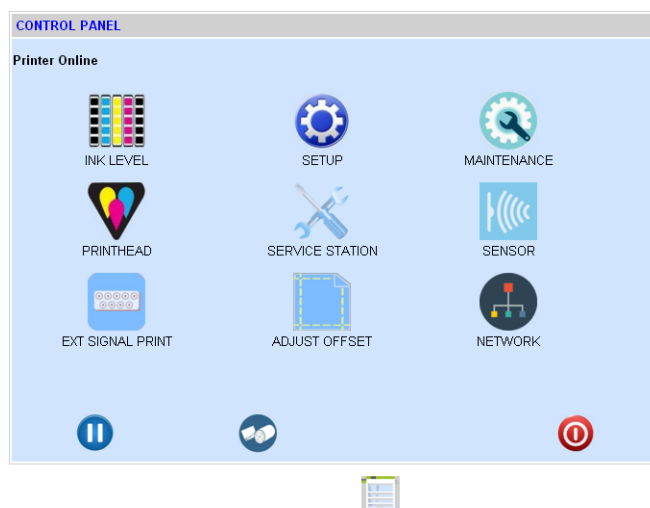 CONTROL PANEL
Printer Online
INK LEVEL
SETUP
MAINTENANCE
PRINTHEAD
SERVICE STATION
SENSOR
EXT SIGNAL PRINT
ADJUST OFFSET
NETWORK